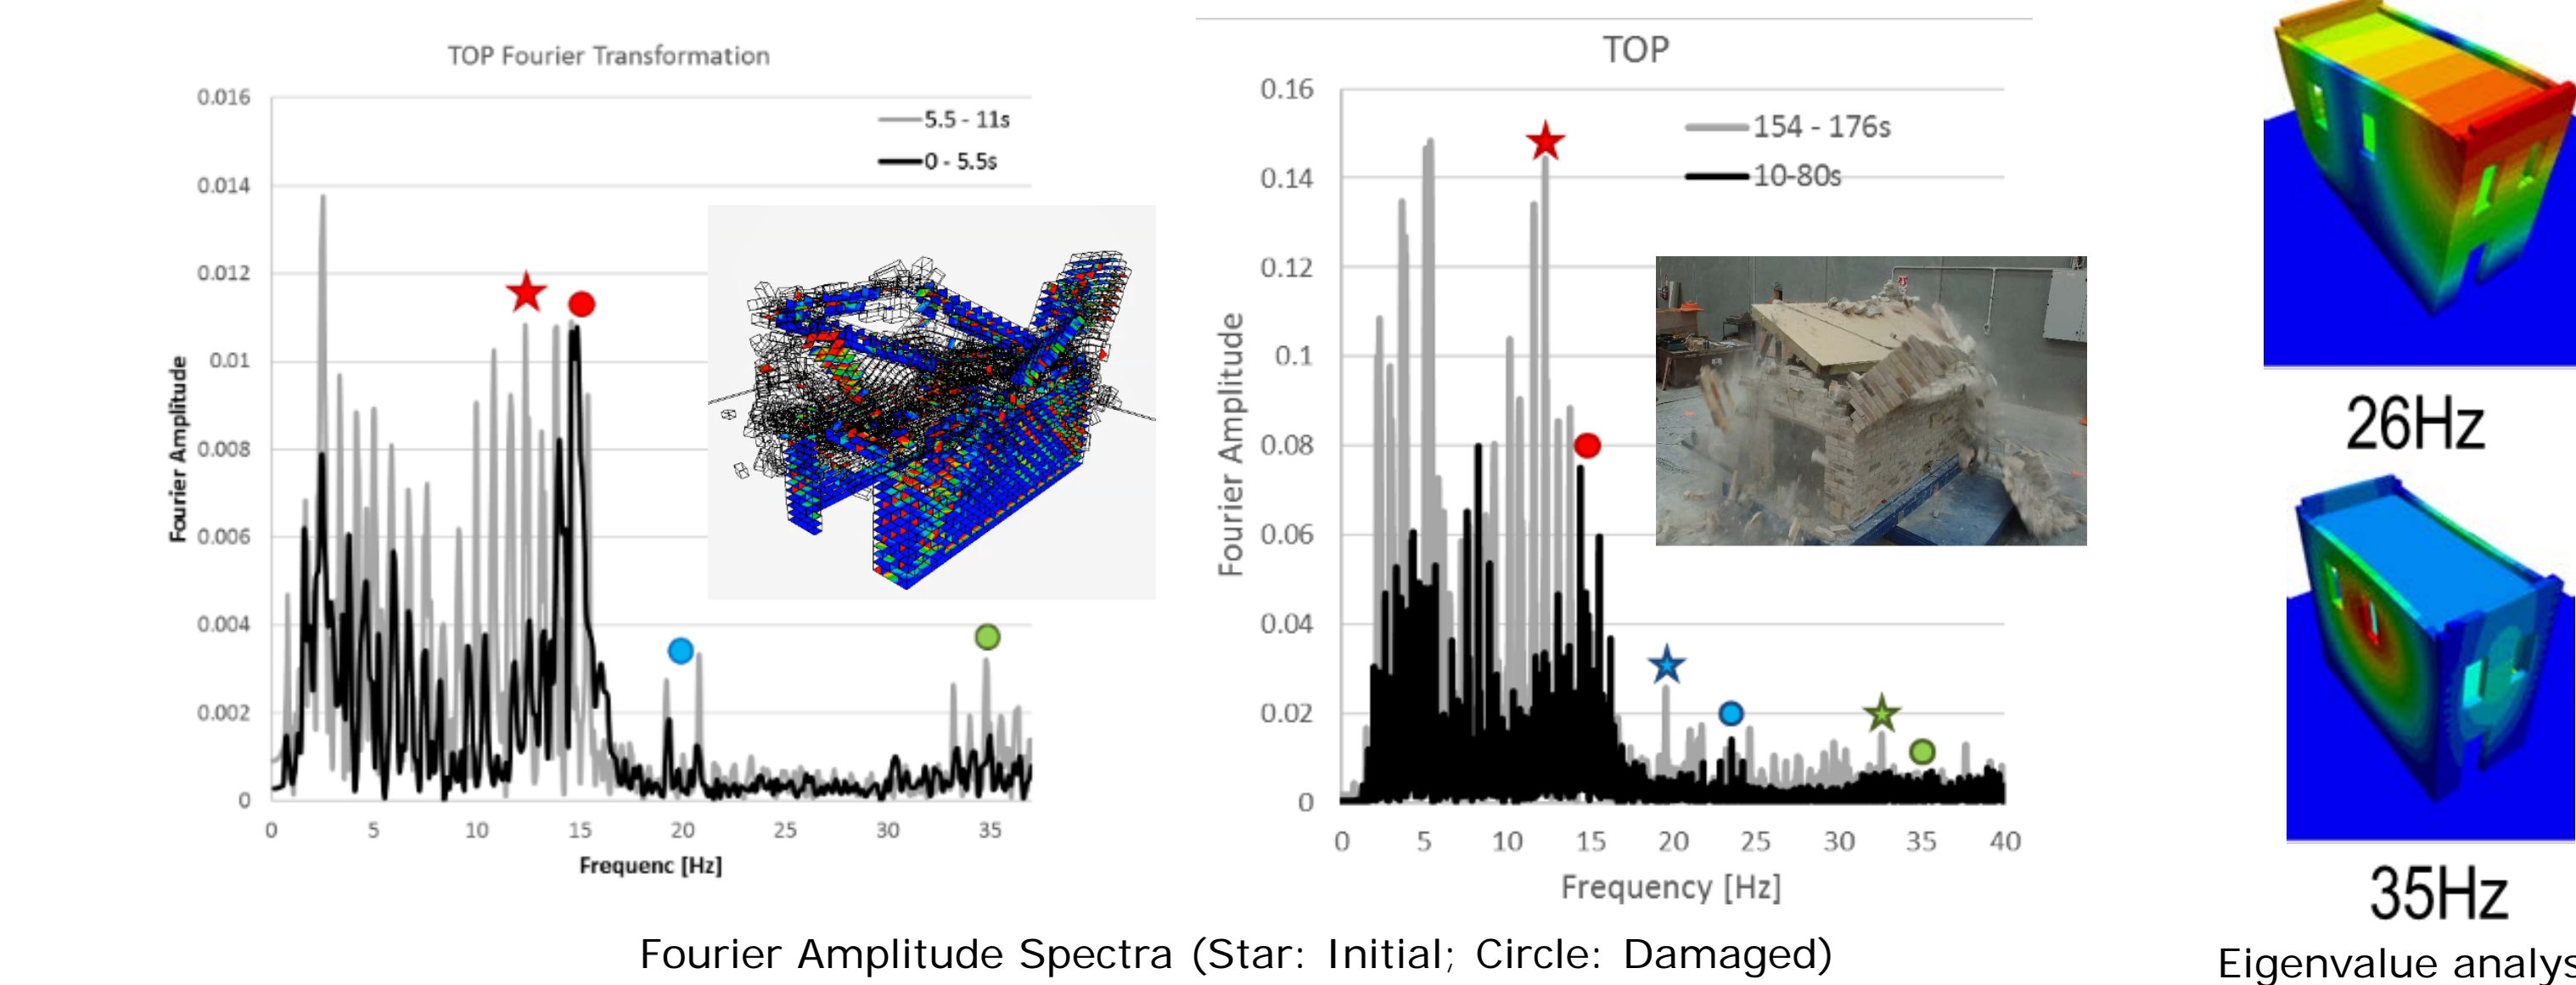 TOP Fourier Transformation
0.016
0.014
0.012
0.01
0.008
0.006
0.004
0.002
0
Fourier Amplitude
5.5 - 11s
0 - 5.5s
0 5 10 15 20 25 30 35
Frequenc [Hz]
TOP
0.16
0.14
0.12
0.1
0.08
0.06
0.04
0.02
0
Fourier Amplitude
154 - 176s
10-80s
0 5 10 15 20 25 30 35 40
Frequency [Hz]
26Hz
35Hz
Fourier Amplitude Spectra (Star: Initial; Circle: Damaged)
Eigenvalue analys